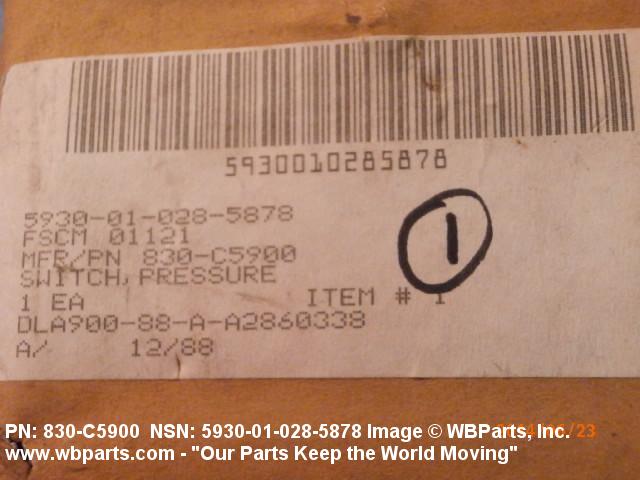 5930010285878
5930-01-028-5878
FSCM 01121
MFR/PN 830-C5900
SWITCH, PRESSURE
1 EA ITEM # 1
DLA900-88-A-A2860338
A/ 12/88
1
PN: 830-C5900 NSN: 5930-01-028-5878 Image © WBParts, Inc.
www.wbparts.com - "Our Parts Keep the World Moving"